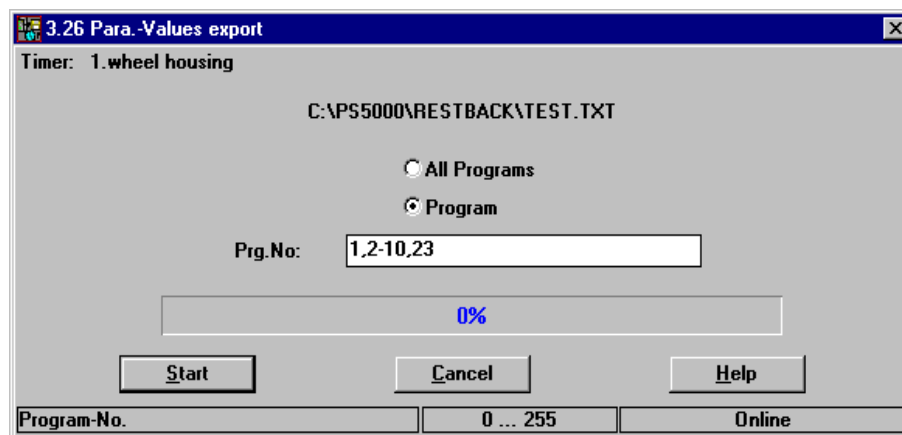 3.26 Para.-Values export
Timer: 1.wheel housing
C:\PS5000\RESTBACK\TEST.TXT
All Programs
Program
Prg.No: 1,2-10,23
0%
Start Cancel Help
Program-No. 0 ... 255 Online